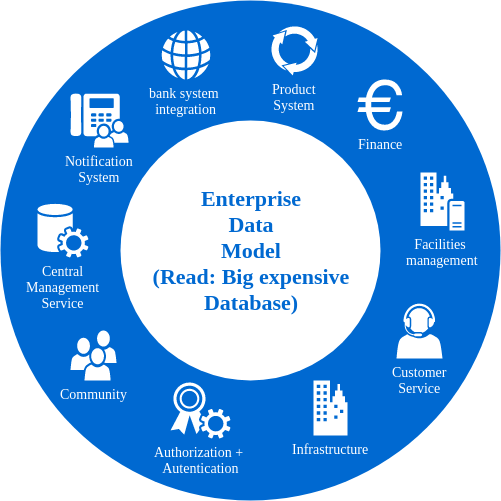 Enterprise
Data
Model
(Read: Big expensive
Database)
bank system
integration
Product
System
Finance
Facilities
management
Customer
Service
Infrastructure
Authorization +
Autentication
Community
Central
Management
Service
Notification
System